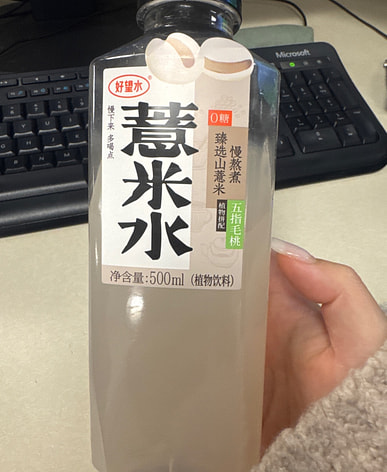 Microsoft
好望水®
慢下来 多喝点
薏米水
0糖
慢熬煮
臻选山薏米
植物拼配
五指毛桃
净含量:500ml (植物饮料)